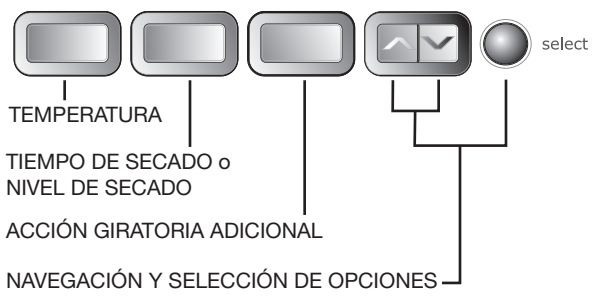 select
TEMPERATURA
TIEMPO DE SECADO o
NIVEL DE SECADO
ACCIÓN GIRATORIA ADICIONAL
NAVEGACIÓN Y SELECCIÓN DE OPCIONES